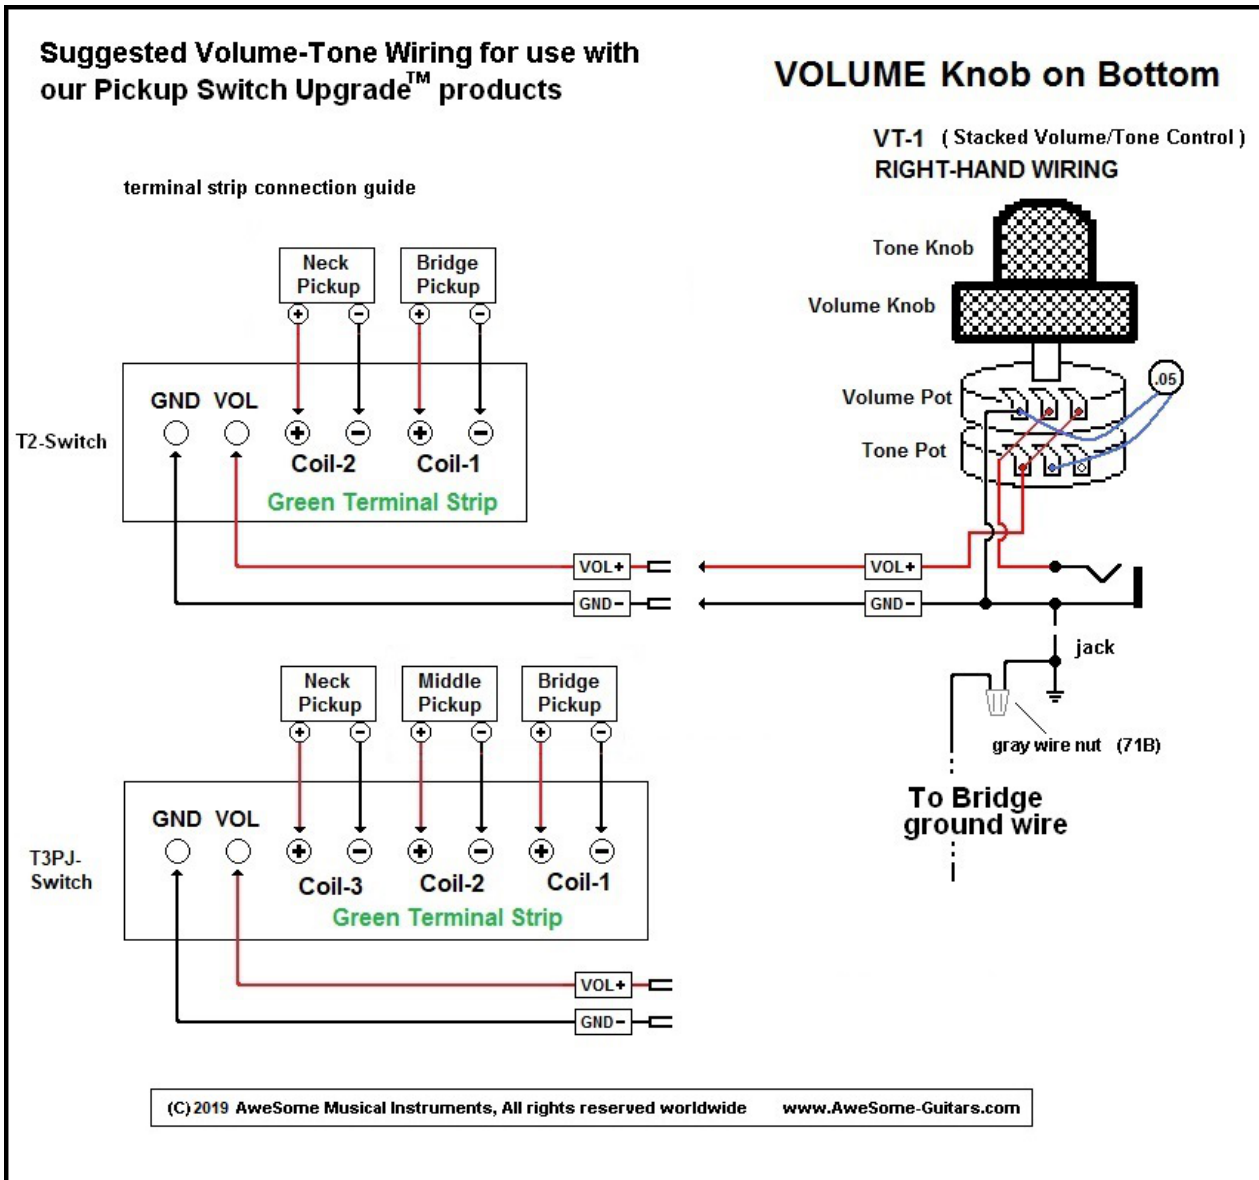 Suggested Volume-Tone Wiring for use with
our Pickup Switch Upgrade™ products
VOLUME Knob on Bottom
VT-1 ( Stacked Volume/Tone Control )
RIGHT-HAND WIRING
terminal strip connection guide
Tone Knob
Volume Knob
Volume Pot
Tone Pot
.05
Neck
Pickup
Bridge
Pickup
+ − + −
GND VOL
+ − + −
T2-Switch
Coil-2 Coil-1
Green Terminal Strip
VOL+
GND−
VOL+
GND−
jack
gray wire nut (71B)
To Bridge
ground wire
Neck
Pickup
Middle
Pickup
Bridge
Pickup
+ − + − + −
GND VOL
+ − + − + −
T3PJ-
Switch
Coil-3 Coil-2 Coil-1
Green Terminal Strip
VOL+
GND−
(C) 2019 AweSome Musical Instruments, All rights reserved worldwide www.AweSome-Guitars.com